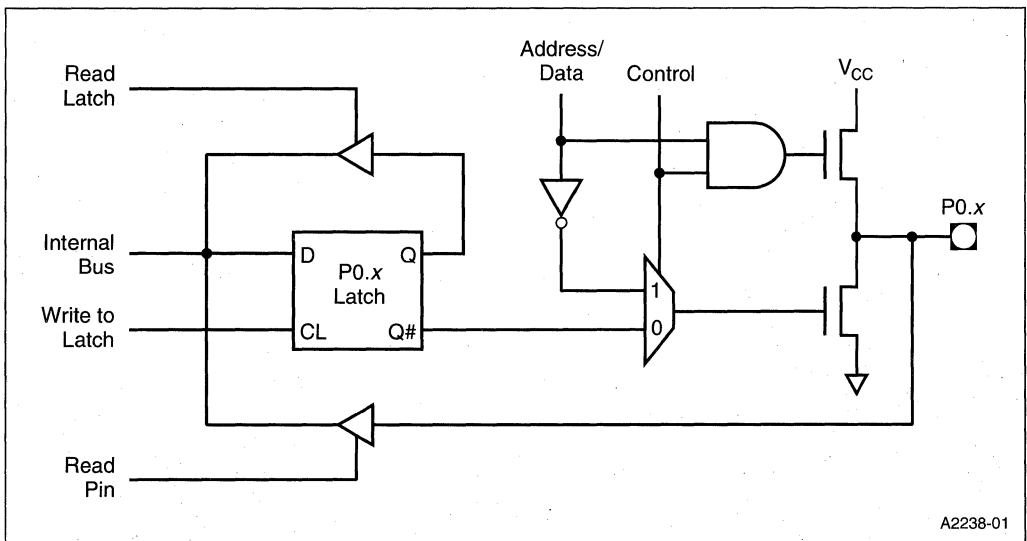 Address/
Data
Control
VCC
Read
Latch
P0.x
Internal
Bus
D
Q
P0.x
Latch
1
Write to
Latch
CL
Q#
0
Read
Pin
A2238-01